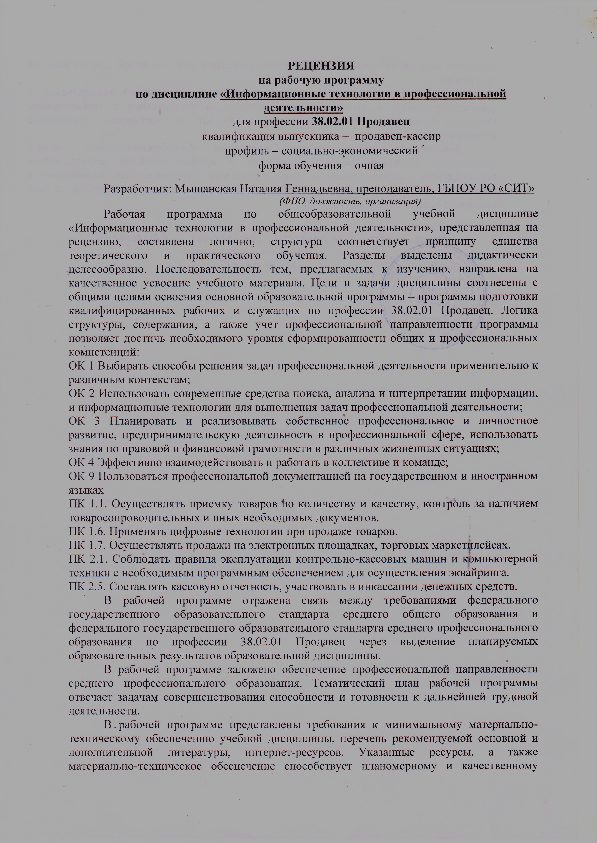 РЕЦЕНЗИЯ
на рабочую программу
по дисциплине «Информационные технологии в профессиональной
деятельности»
для профессии 38.02.01 Продавец
квалификация выпускника – продавец-кассир
профиль – социально-экономический
форма обучения – очная
Разработчик: Мышанская Наталия Геннадьевна, преподаватель, ГБПОУ РО «СИТ»
(ФИО, должность, организация)
Рабочая программа по общеобразовательной учебной дисциплине
«Информационные технологии в профессиональной деятельности», представленная на
рецензию, составлена логично, структура соответствует принципу единства
теоретического и практического обучения. Разделы выделены дидактически
целесообразно. Последовательность тем, предлагаемых к изучению, направлена на
качественное усвоение учебного материала. Цели и задачи дисциплины соотнесены с
общими целями освоения основной образовательной программы – программы подготовки
квалифицированных рабочих и служащих по профессии 38.02.01 Продавец. Логика
структуры, содержания, а также учет профессиональной направленности программы
позволяет достичь необходимого уровня сформированности общих и профессиональных
компетенций:
ОК 1 Выбирать способы решения задач профессиональной деятельности применительно к
различным контекстам;
ОК 2 Использовать современные средства поиска, анализа и интерпретации информации,
и информационные технологии для выполнения задач профессиональной деятельности;
ОК 3 Планировать и реализовывать собственное профессиональное и личностное
развитие, предпринимательскую деятельность в профессиональной сфере, использовать
знания по правовой и финансовой грамотности в различных жизненных ситуациях;
ОК 4 Эффективно взаимодействовать и работать в коллективе и команде;
ОК 9 Пользоваться профессиональной документацией на государственном и иностранном
языках
ПК 1.1. Осуществлять приемку товаров по количеству и качеству, контроль за наличием
товаросопроводительных и иных необходимых документов.
ПК 1.6. Применять цифровые технологии при продаже товаров.
ПК 1.7. Осуществлять продажи на электронных площадках, торговых маркетплейсах.
ПК 2.1. Соблюдать правила эксплуатации контрольно-кассовых машин и компьютерной
техники с необходимым программным обеспечением для осуществления эквайринга.
ПК 2.5. Составлять кассовую отчетность, участвовать в инкассации денежных средств.
В рабочей программе отражена связь между требованиями федерального
государственного образовательного стандарта среднего общего образования и
федерального государственного образовательного стандарта среднего профессионального
образования по профессии 38.02.01 Продавец через выделение планируемых
образовательных результатов образовательной дисциплины.
В рабочей программе заложено обеспечение профессиональной направленности
среднего профессионального образования. Тематический план рабочей программы
отвечает задачам совершенствования способности и готовности к дальнейшей трудовой
деятельности.
В рабочей программе представлены требования к минимальному материально-
техническому обеспечению учебной дисциплины, перечень рекомендуемой основной и
дополнительной литературы, интернет-ресурсов. Указанные ресурсы, а также
материально-техническое обеспечение способствует планомерному и качественному